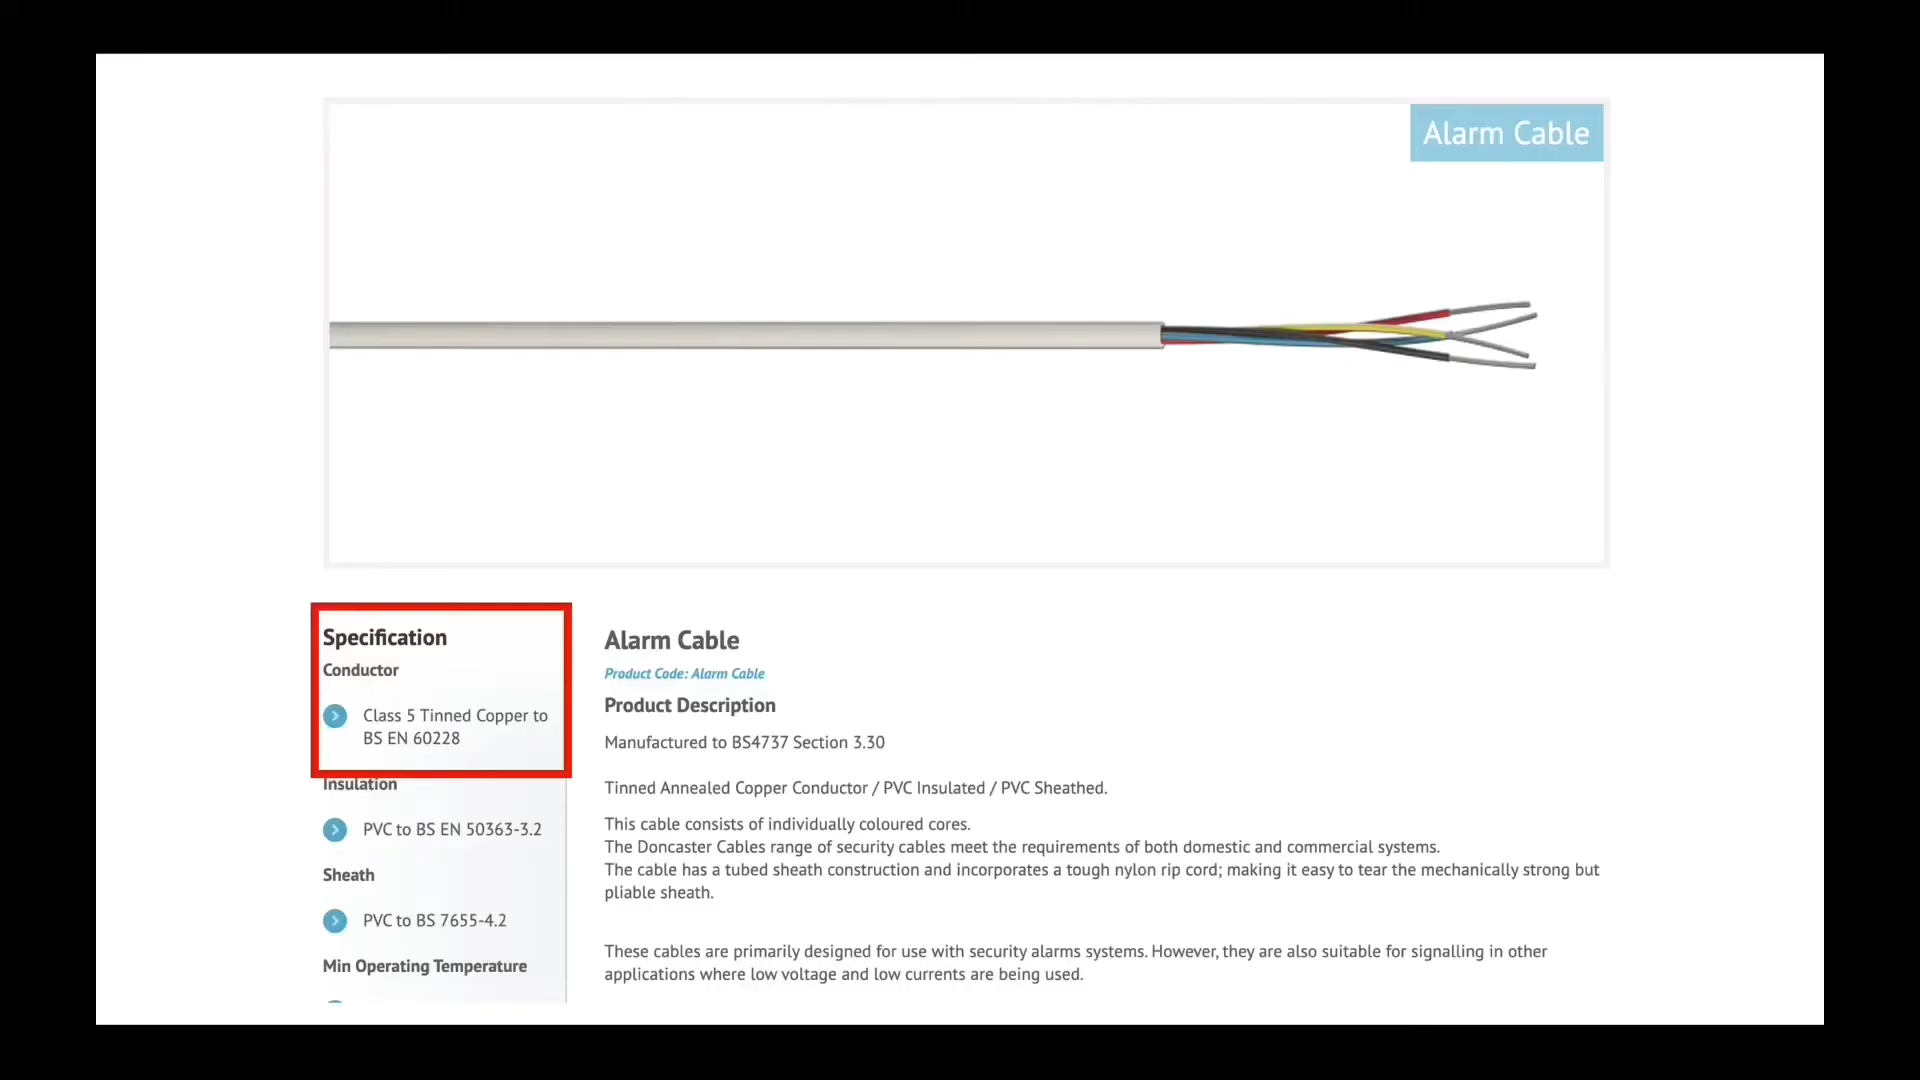 Alarm Cable
Specification
Conductor
Class 5 Tinned Copper to
BS EN 60228
Insulation
PVC to BS EN 50363-3.2
Sheath
PVC to BS 7655-4.2
Min Operating Temperature
Alarm Cable
Product Code: Alarm Cable
Product Description
Manufactured to BS4737 Section 3.30
Tinned Annealed Copper Conductor / PVC Insulated / PVC Sheathed.
This cable consists of individually coloured cores.
The Doncaster Cables range of security cables meet the requirements of both domestic and commercial systems.
The cable has a tubed sheath construction and incorporates a tough nylon rip cord; making it easy to tear the mechanically strong but
pliable sheath.
These cables are primarily designed for use with security alarms systems. However, they are also suitable for signalling in other
applications where low voltage and low currents are being used.